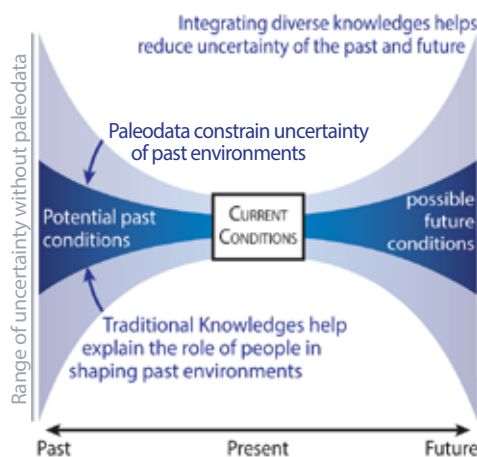 Integrating diverse knowledges helps
reduce uncertainty of the past and future
Range of uncertainty without paleodata
Paleodata constrain uncertainty
of past environments
Potential past
conditions
CURRENT
CONDITIONS
possible
future
conditions
Traditional Knowledges help
explain the role of people in
shaping past environments
Past
Present
Future